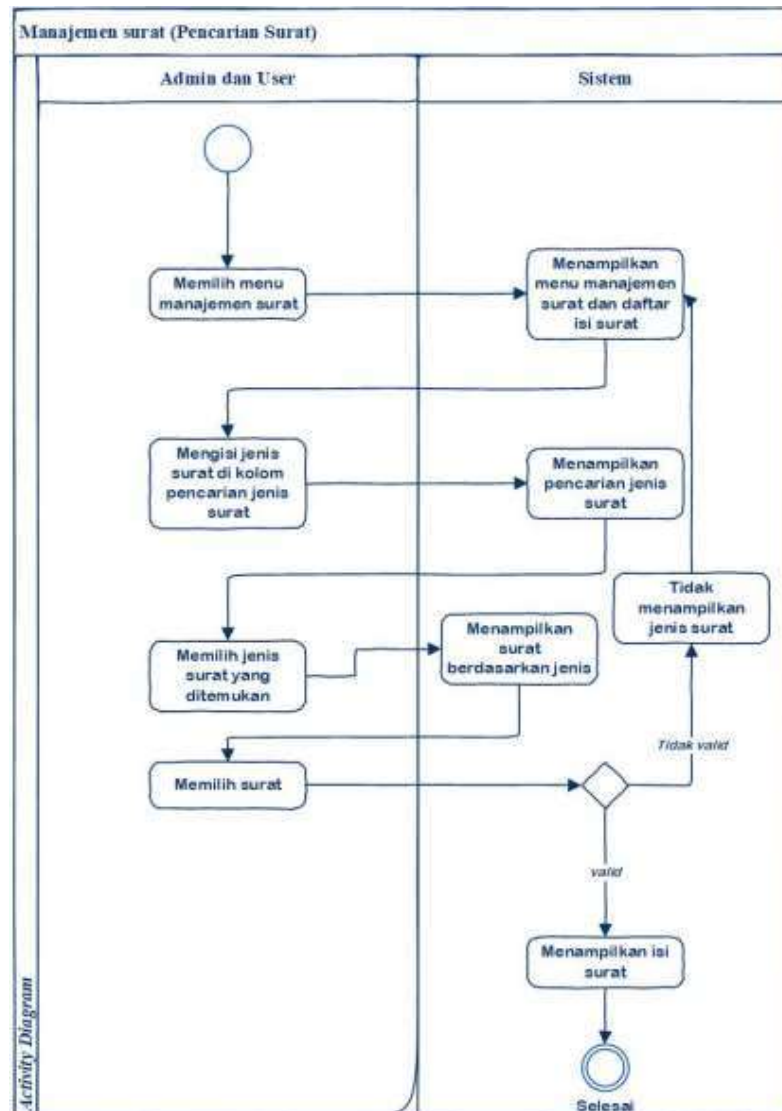 Manajemen surat (Pencarian Surat)
Admin dan User
Sistem
Memilih menu
manajemen surat
Menampilkan
menu manajemen
surat dan daftar
isi surat
Mengisi jenis
surat di kolom
pencarian jenis
surat
Menampilkan
pencarian jenis
surat
Tidak
menampilkan
jenis surat
Memilih jenis
surat yang
ditemukan
Menampilkan
surat
berdasarkan jenis
Tidak valid
Memilih surat
valid
Menampilkan isi
surat
Selesai
Activity Diagram